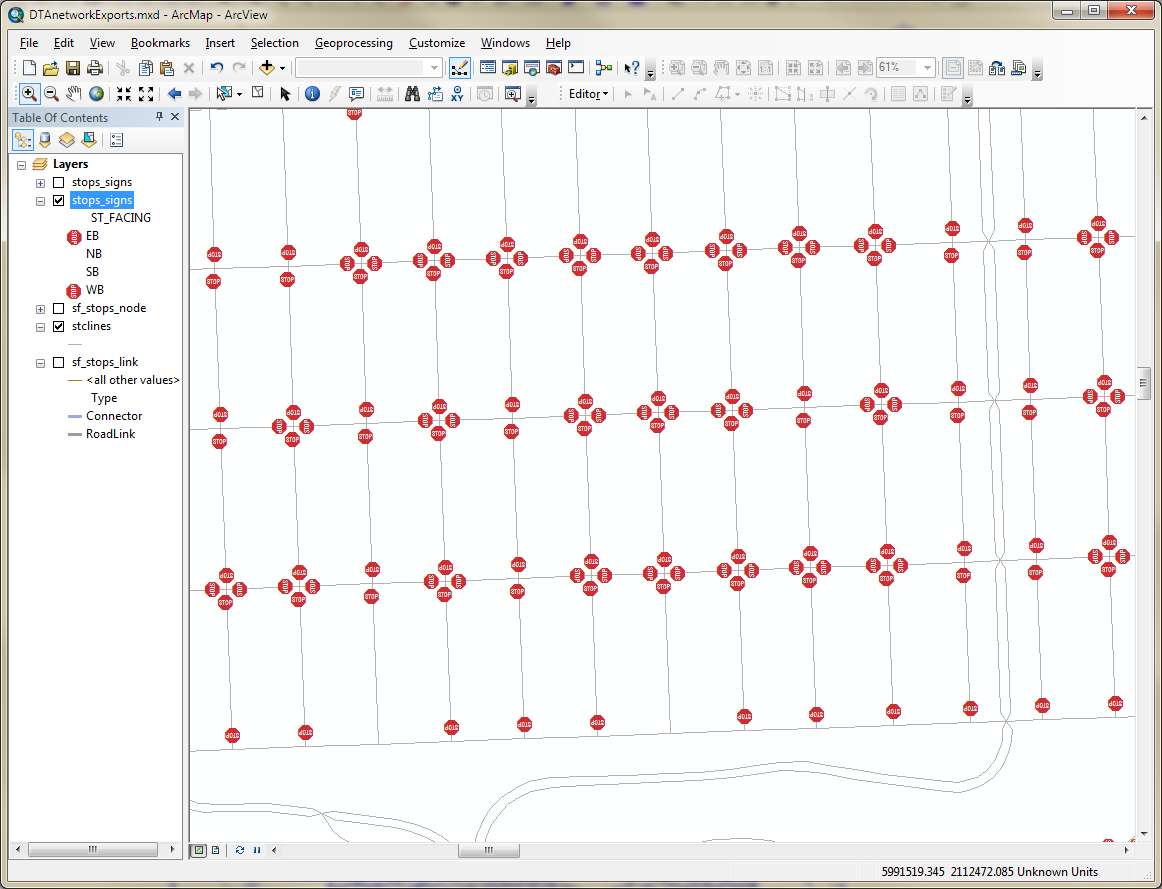 DTAnetworkExports.mxd - ArcMap - ArcView
File Edit View Bookmarks Insert Selection Geoprocessing Customize Windows Help
61%
Editor
Table Of Contents
Layers
stops_signs
stops_signs
ST_FACING
EB
NB
SB
WB
sf_stops_node
stclines
sf_stops_link
<all other values>
Type
Connector
RoadLink
STOP
5991519.345 2112472.085 Unknown Units